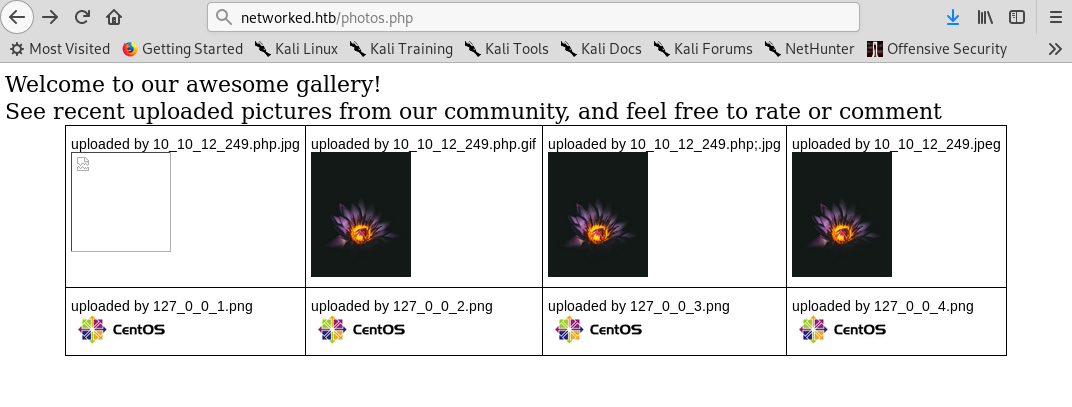 networked.htb/photos.php
Most Visited Getting Started Kali Linux Kali Training Kali Tools Kali Docs Kali Forums NetHunter Offensive Security
Welcome to our awesome gallery!
See recent uploaded pictures from our community, and feel free to rate or comment
uploaded by 10_10_12_249.php.jpg uploaded by 10_10_12_249.php.gif uploaded by 10_10_12_249.php;.jpg uploaded by 10_10_12_249.jpeg
uploaded by 127_0_0_1.png uploaded by 127_0_0_2.png uploaded by 127_0_0_3.png uploaded by 127_0_0_4.png
CentOS CentOS CentOS CentOS